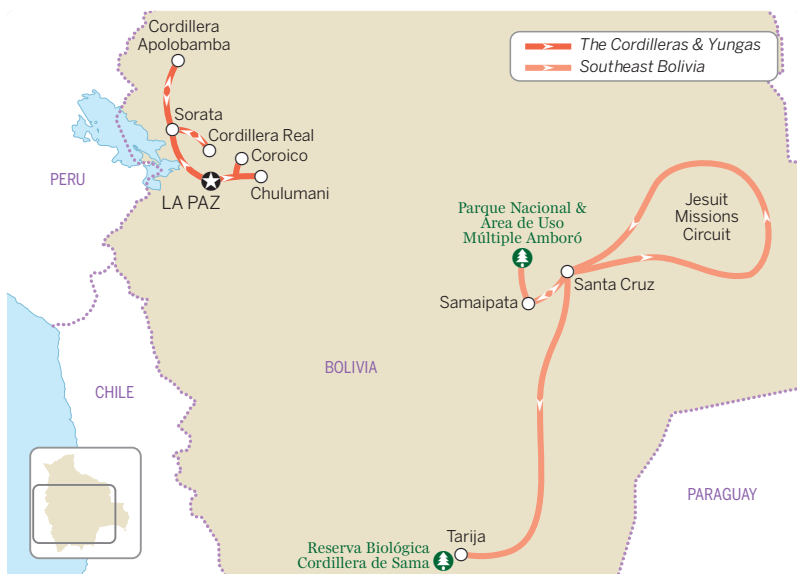 Cordillera
Apolobamba
The Cordilleras & Yungas
Southeast Bolivia
Sorata
Cordillera Real
Coroico
PERU
Chulumani
LA PAZ
Parque Nacional &
Área de Uso
Múltiple Amboró
Jesuit
Missions
Circuit
Santa Cruz
Samaipata
BOLIVIA
CHILE
PARAGUAY
Tarija
Reserva Biológica
Cordillera de Sama